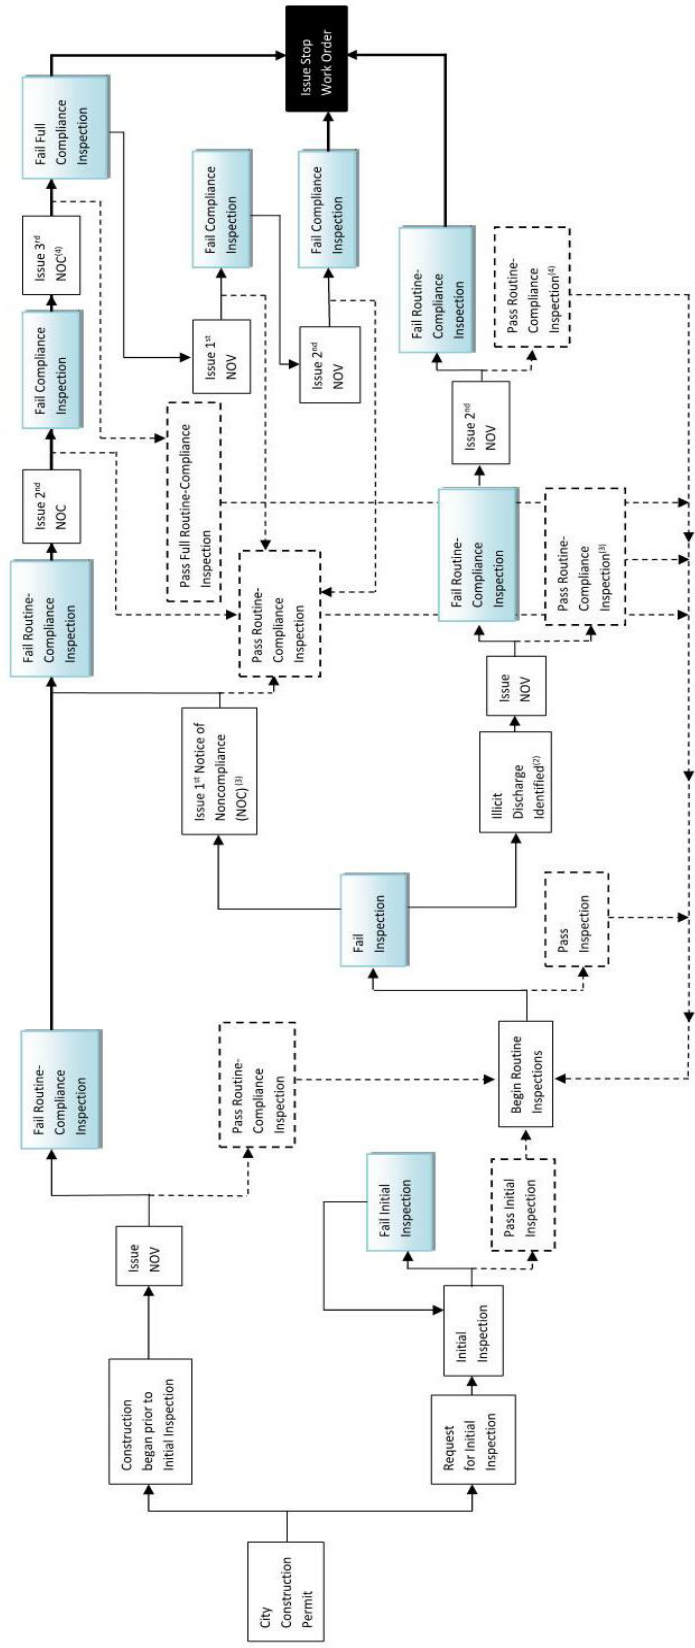 City
Construction
Permit
Construction
began prior to
Initial Inspection
Request
for Initial
Inspection
Issue
NOV
Initial
Inspection
Fail Initial
Inspection
Pass Initial
Inspection
Fail Routine-
Compliance
Inspection
Pass Routine-
Compliance
Inspection
Begin Routine
Inspections
Fail
Inspection
Pass
Inspection
Issue 1st Notice of
Noncompliance
(NOC)(3)
Illicit
Discharge
Identified(2)
Issue
NOV
Fail Routine-
Compliance
Inspection
Pass Routine-
Compliance
Inspection
Fail Routine-
Compliance
Inspection
Pass Routine-
Compliance
Inspection(3)
Issue 2nd
NOC
Pass Full Routine-Compliance
Inspection
Issue 2nd
NOV
Fail Compliance
Inspection
Issue 1st
NOV
Issue 2nd
NOV
Fail Routine-
Compliance
Inspection
Pass Routine-
Compliance
Inspection(4)
Issue 3rd
NOC(4)
Fail Compliance
Inspection
Fail Compliance
Inspection
Fail Full
Compliance
Inspection
Issue Stop
Work Order